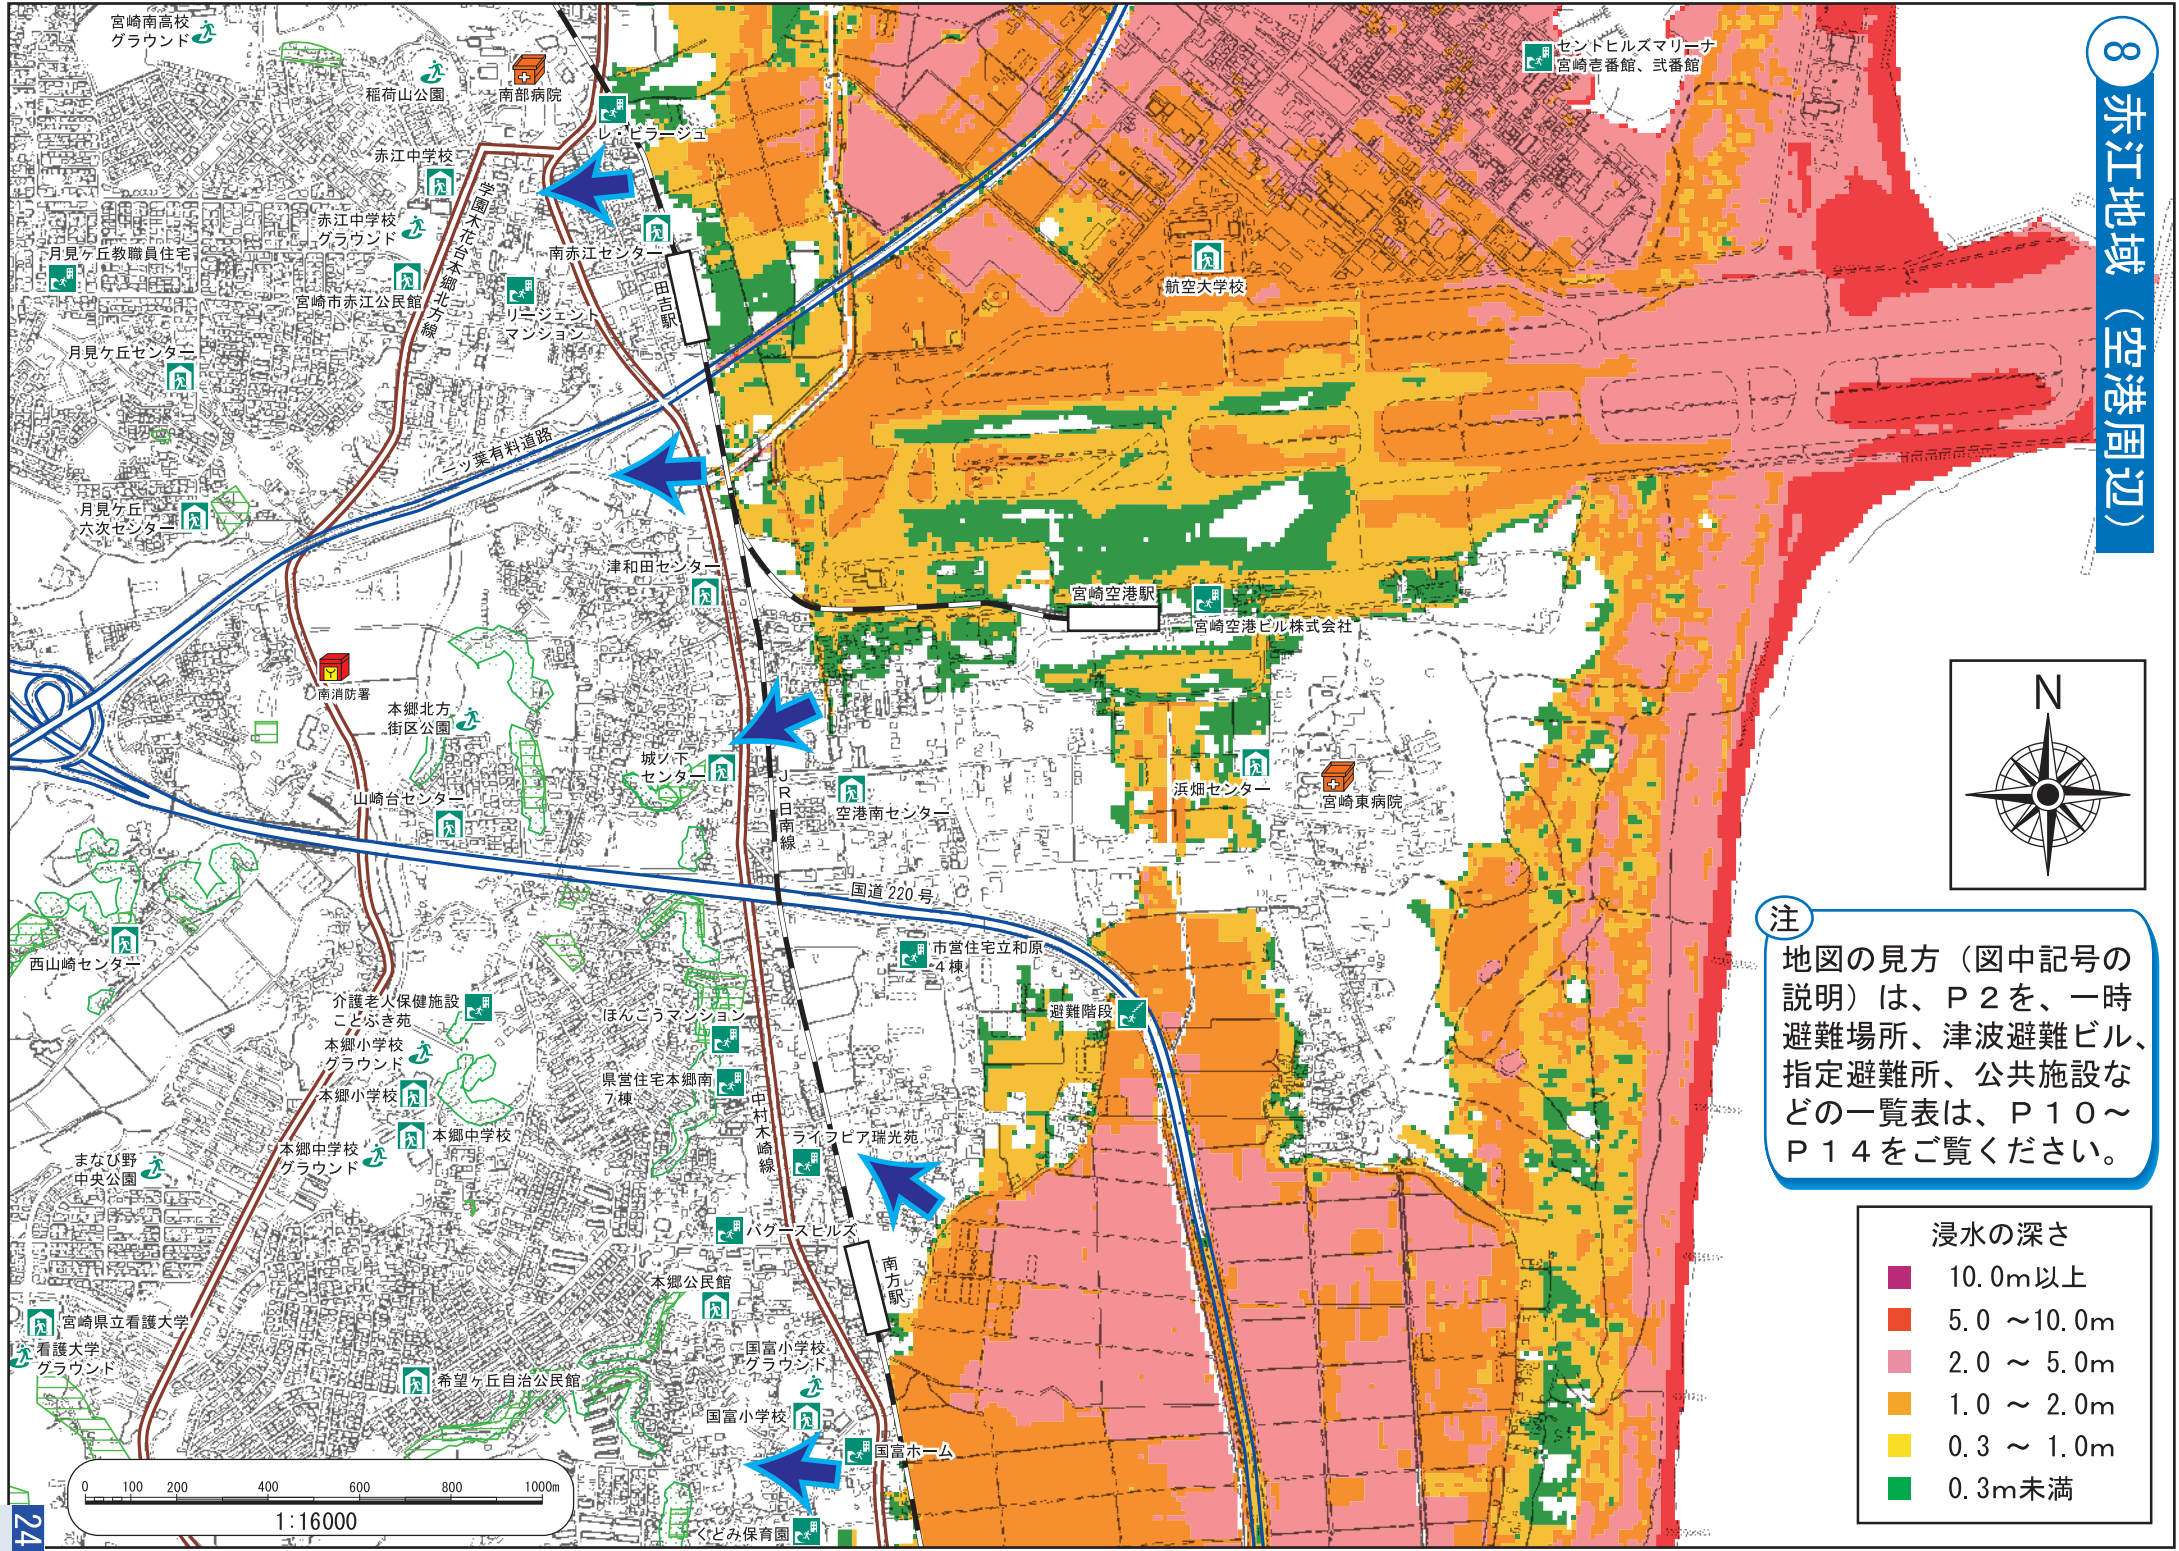 8 赤江地域（空港周辺）
宮崎南高校
グラウンド
稲荷山公園
南部病院
レ・ビラージュ
セントヒルズマリーナ
宮崎壱番館、弐番館
赤江中学校
学園木花台本郷北方線
赤江中学校
グラウンド
月見ヶ丘教職員住宅
宮崎市赤江公民館
南赤江センター
田吉駅
リージェント
マンション
航空大学校
月見ケ丘センター
一ツ葉有料道路
月見ケ丘
六次センター
津和田センター
宮崎空港駅
宮崎空港ビル株式会社
南消防署
本郷北方
街区公園
城ノ下
センター
JR日南線
山崎台センター
空港南センター
浜畑センター
宮崎東病院
国道220号
N
西山崎センター
市営住宅立和原
4棟
介護老人保健施設
ことぶき苑
ほんごうマンション
避難階段
本郷小学校
グラウンド
本郷小学校
県営住宅本郷南
7棟
中村木崎線
本郷中学校
本郷中学校
グラウンド
ライフピア瑞光苑
まなび野
中央公園
バグースヒルズ
南方駅
本郷公民館
宮崎県立看護大学
看護大学
グラウンド
希望ヶ丘自治公民館
国富小学校
グラウンド
国富小学校
国富ホーム
くどみ保育園
注
地図の見方（図中記号の
説明）は、P２を、一時
避難場所、津波避難ビル、
指定避難所、公共施設な
どの一覧表は、P１０～
P１４をご覧ください。
浸水の深さ
10.0m以上
5.0 ～10.0m
2.0 ～ 5.0m
1.0 ～ 2.0m
0.3 ～ 1.0m
0.3m未満
0 100 200 400 600 800 1000m
1:16000
24